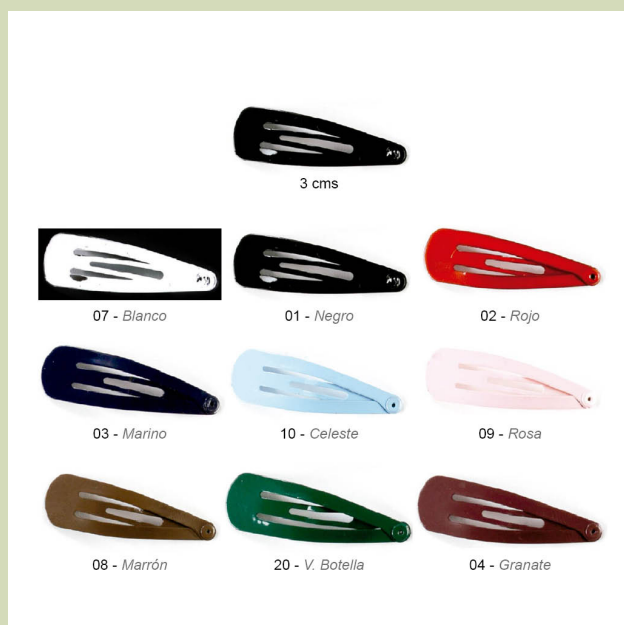 3 cms
07 - Blanco
01 - Negro
02 - Rojo
03 - Marino
10 - Celeste
09 - Rosa
08 - Marrón
20 - V. Botella
04 - Granate